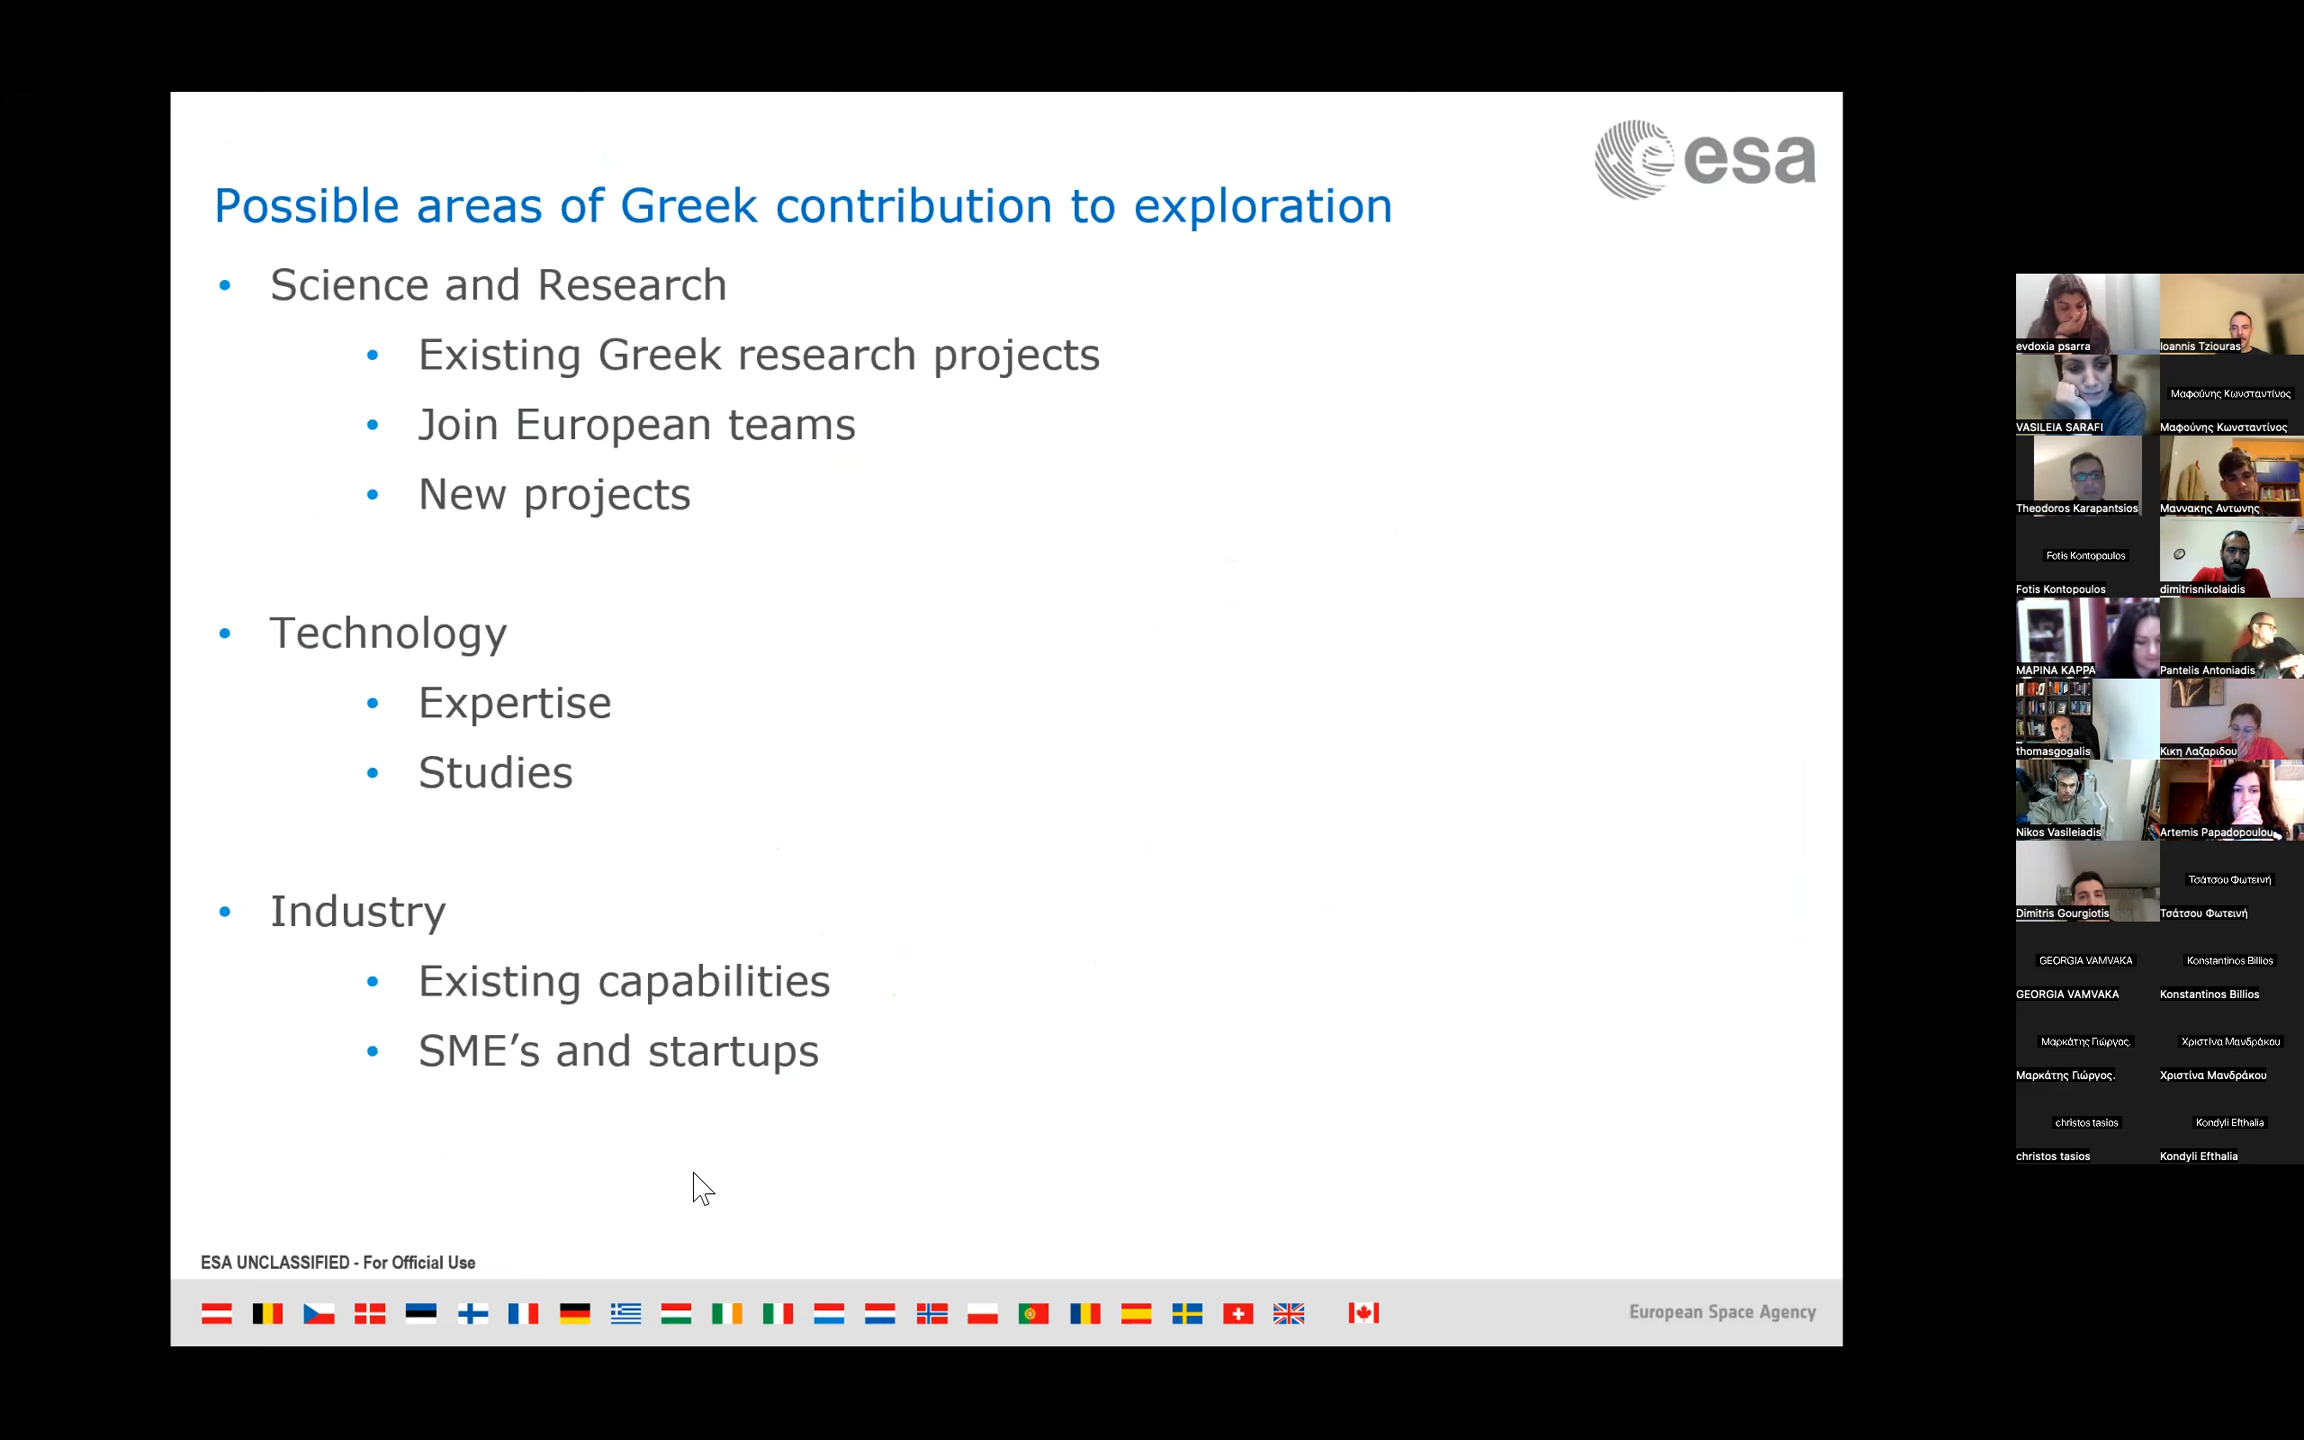 esa
Possible areas of Greek contribution to exploration
• Science and Research
• Existing Greek research projects
• Join European teams
• New projects
• Technology
• Expertise
• Studies
• Industry
• Existing capabilities
• SME’s and startups
ESA UNCLASSIFIED - For Official Use
European Space Agency
evdoxia psarra
Ioannis Tziouras
VASILEIA SARAFI
Μαφούνης Κωνσταντίνος
Μαφούνης Κωνσταντίνος
Theodoros Karapantsios
Μαννακης Αντωνης
Fotis Kontopoulos
Fotis Kontopoulos
dimitrisnikolaidis
ΜΑΡΙΝΑ ΚΑΡΡΑ
Pantelis Antoniadis
thomasgogalis
Κικη Λαζαριδου
Nikos Vasileiadis
Artemis Papadopoulou
Dimitris Gourgiotis
Τσάτσου Φωτεινή
Τσάτσου Φωτεινή
GEORGIA VAMVAKA
Konstantinos Billios
GEORGIA VAMVAKA
Konstantinos Billios
Μαρκάτης Γιώργος.
Χριστίνα Μανδράκου
Μαρκάτης Γιώργος.
Χριστίνα Μανδράκου
christos tasios
Kondyli Efthalia
christos tasios
Kondyli Efthalia